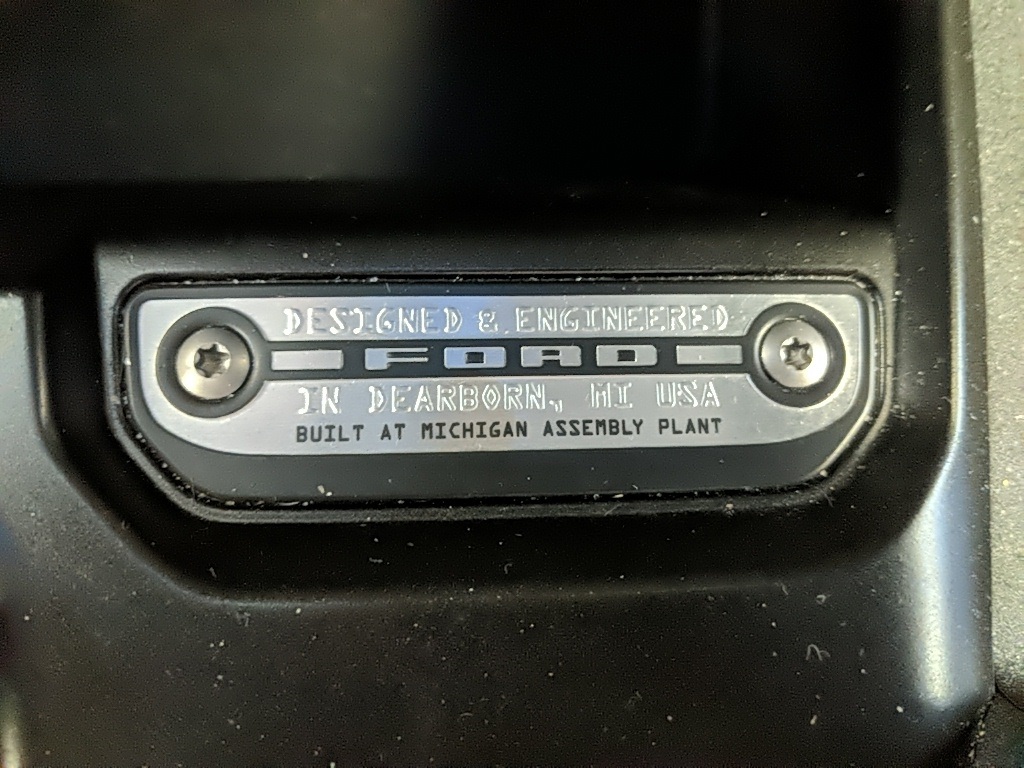 DESIGNED & ENGINEERED
FORD
IN DEARBORN, MI USA
BUILT AT MICHIGAN ASSEMBLY PLANT